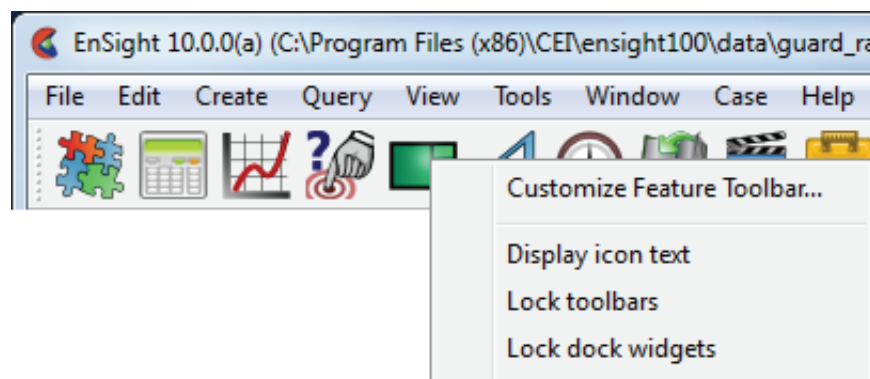 EnSight 10.0.0(a) (C:\Program Files (x86)\CEI\ensight100\data\guard_ra
File Edit Create Query View Tools Window Case Help
?
Customize Feature Toolbar...
Display icon text
Lock toolbars
Lock dock widgets